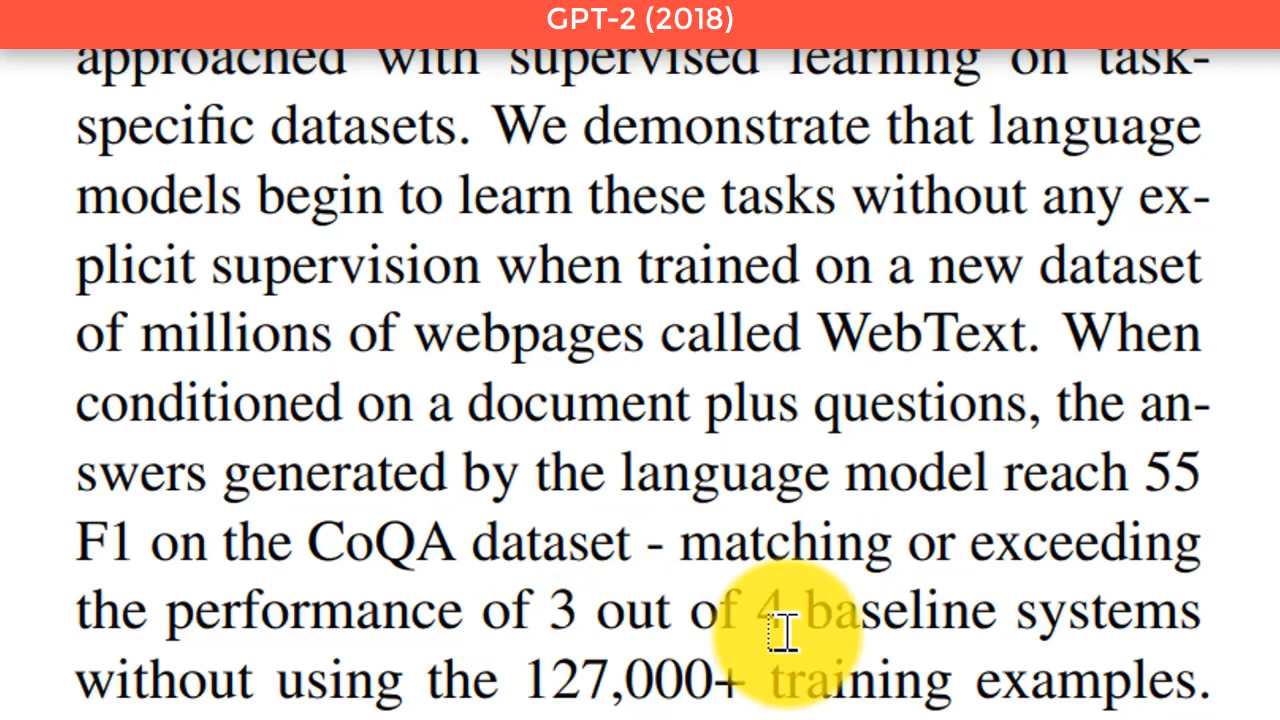 GPT-2 (2018)
approached with supervised learning on task-
specific datasets. We demonstrate that language
models begin to learn these tasks without any ex-
plicit supervision when trained on a new dataset
of millions of webpages called WebText. When
conditioned on a document plus questions, the an-
swers generated by the language model reach 55
F1 on the CoQA dataset - matching or exceeding
the performance of 3 out of 4 baseline systems
without using the 127,000+ training examples.